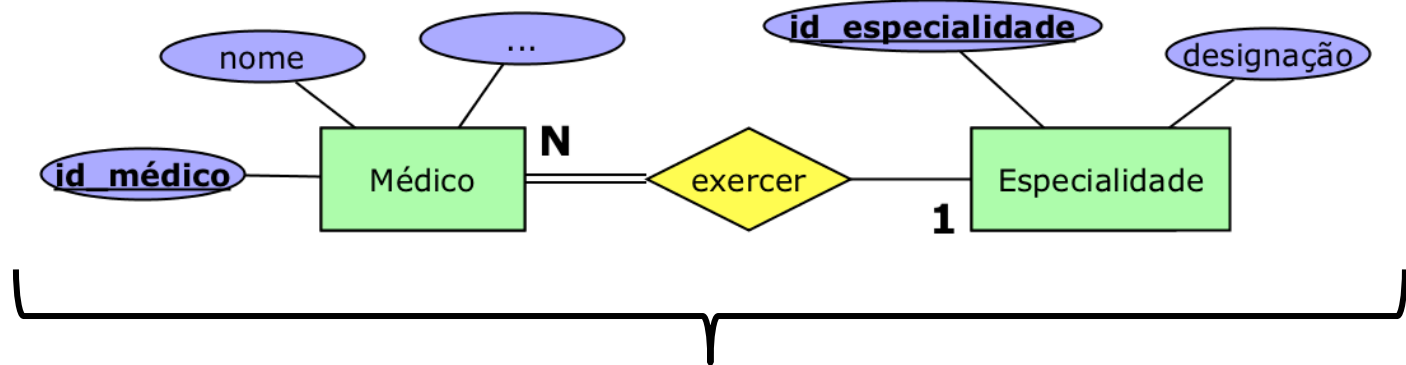 id_especialidade
nome
...
designação
N
id_médico
Médico
exercer
Especialidade
1